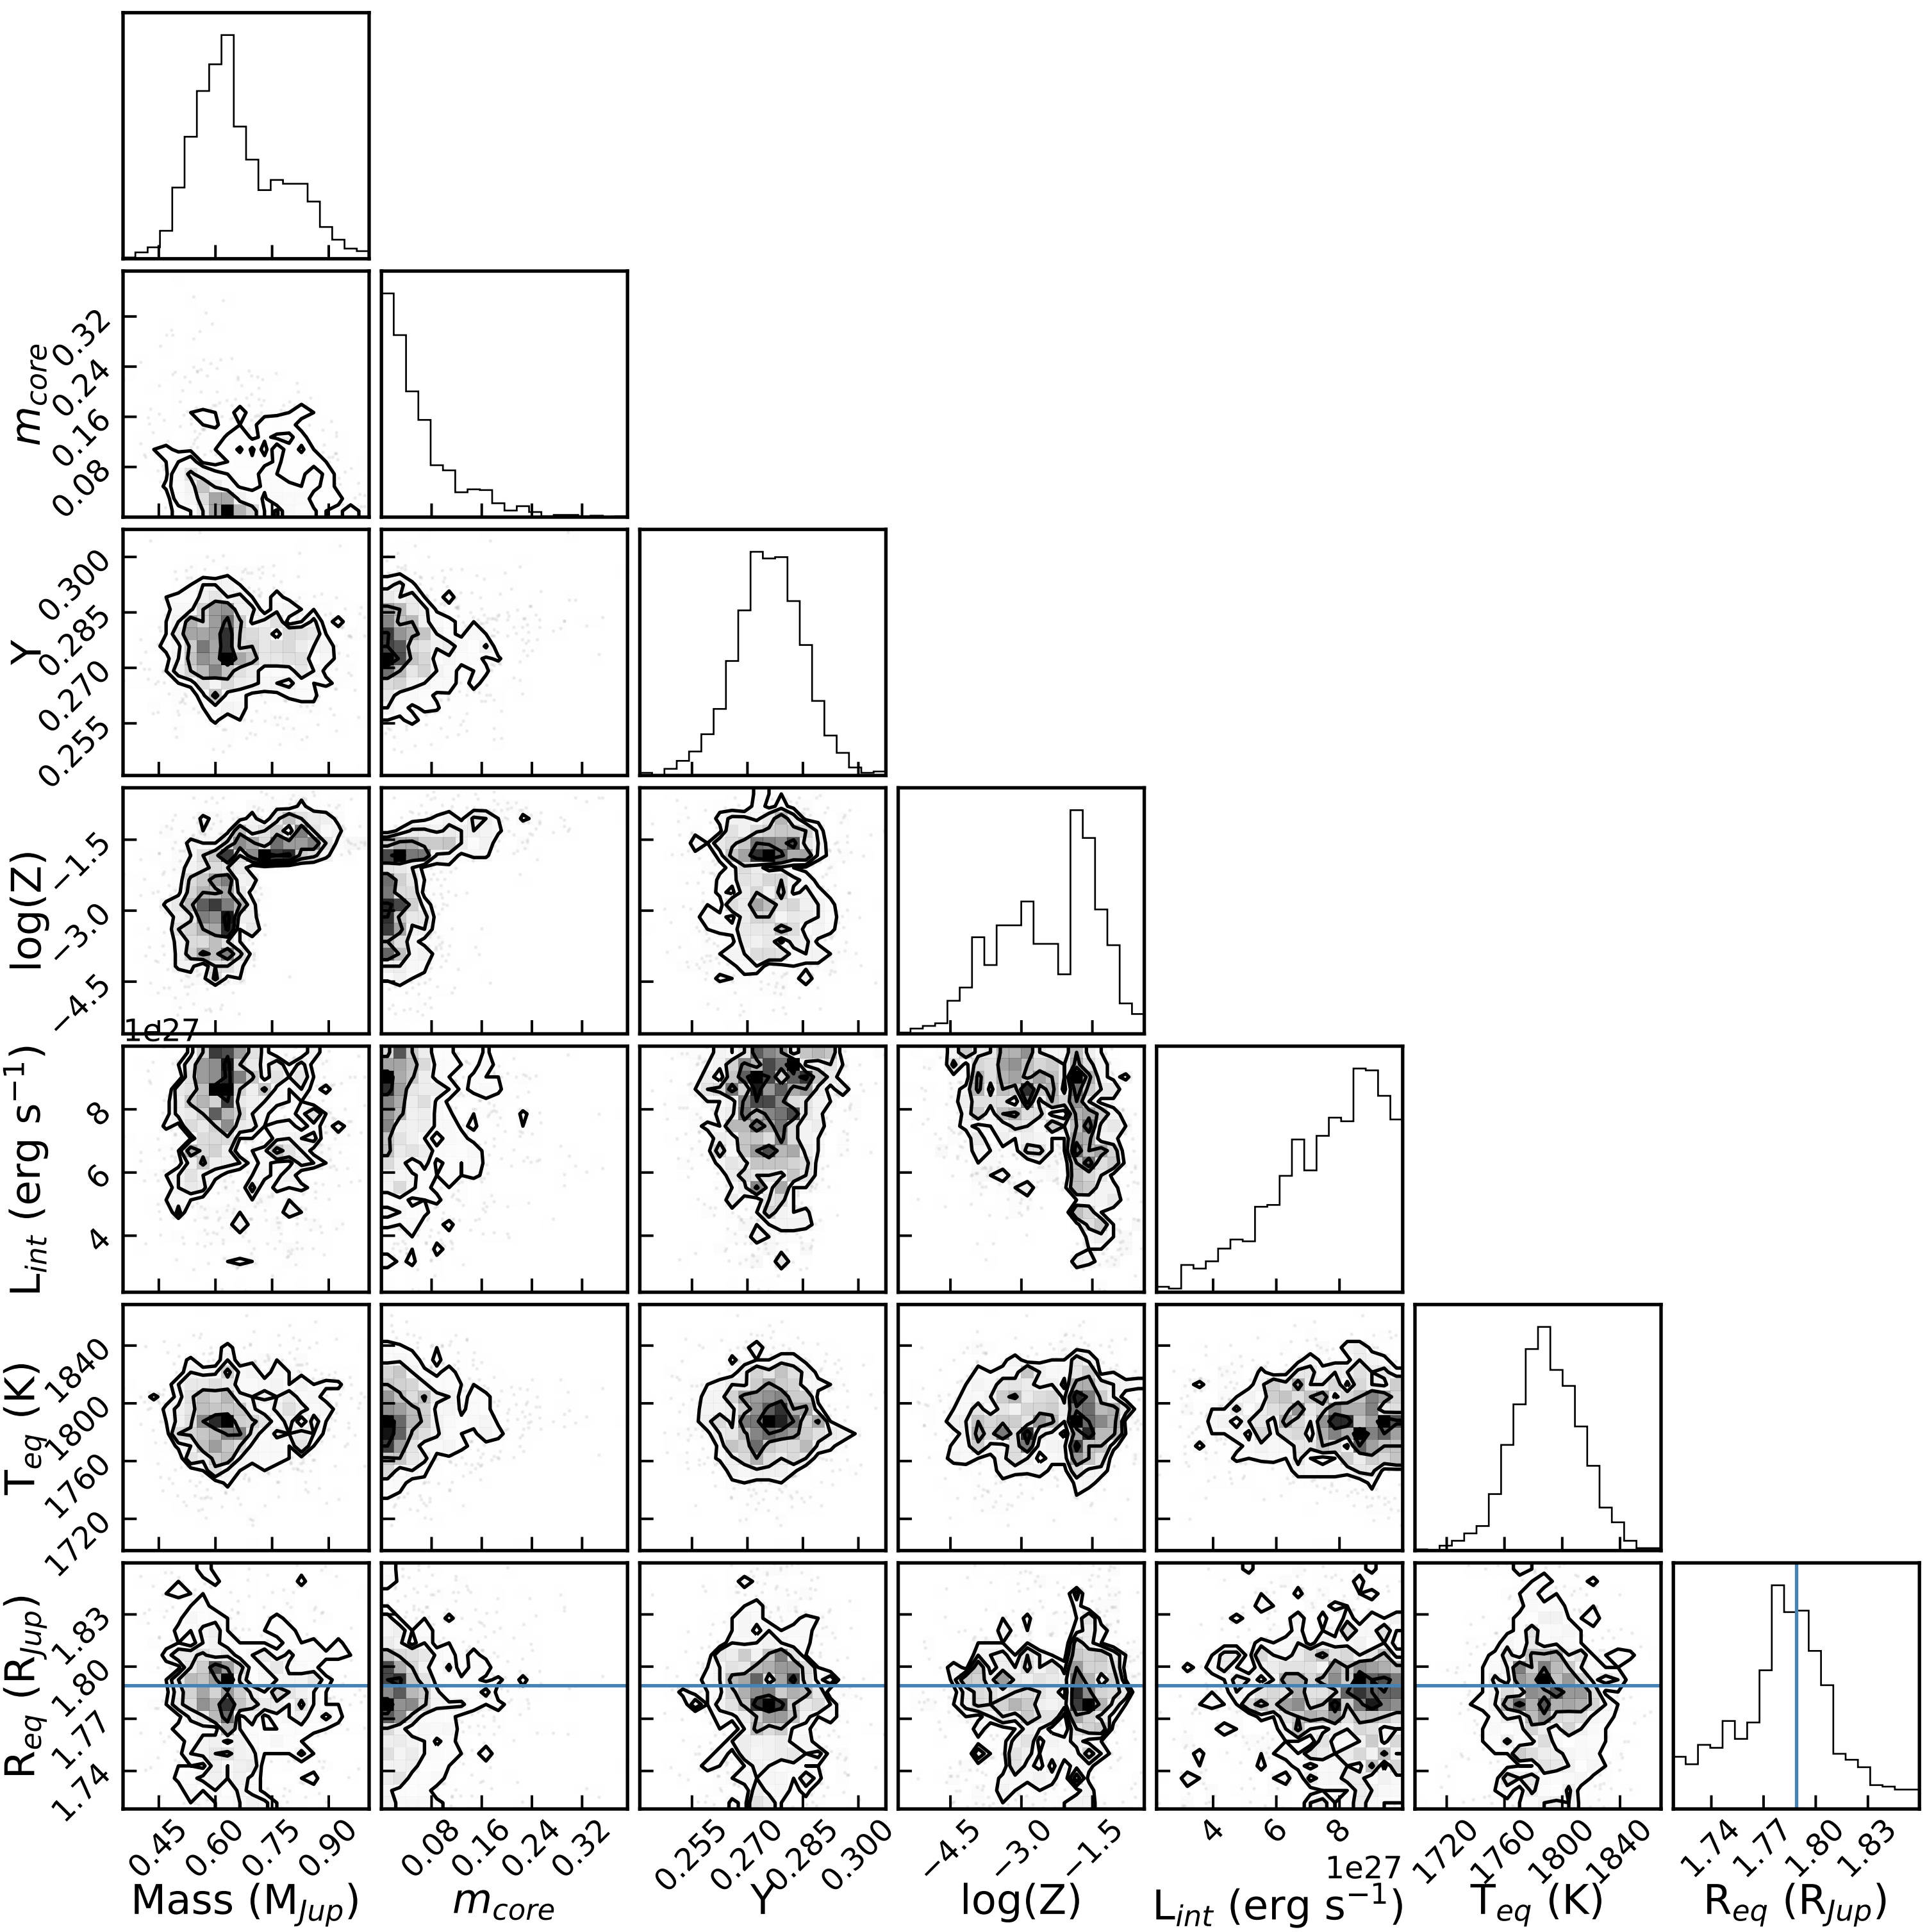 0.32
0.24
0.16
0.08
m_core
0.300
0.285
0.270
0.255
Y
−1.5
−3.0
−4.5
log(Z)
1e27
8
6
4
L_int (erg s⁻¹)
1840
1800
1760
1720
T_eq (K)
1.83
1.80
1.77
1.74
R_eq (R_Jup)
0.45 0.60 0.75 0.90 0.08 0.16 0.24 0.32 0.255 0.270 0.285 0.300 −4.5 −3.0 −1.5 4 6 8 1720 1760 1800 1840 1.74 1.77 1.80 1.83
1e27
Mass (M_Jup) m_core Y log(Z) L_int (erg s⁻¹) T_eq (K) R_eq (R_Jup)